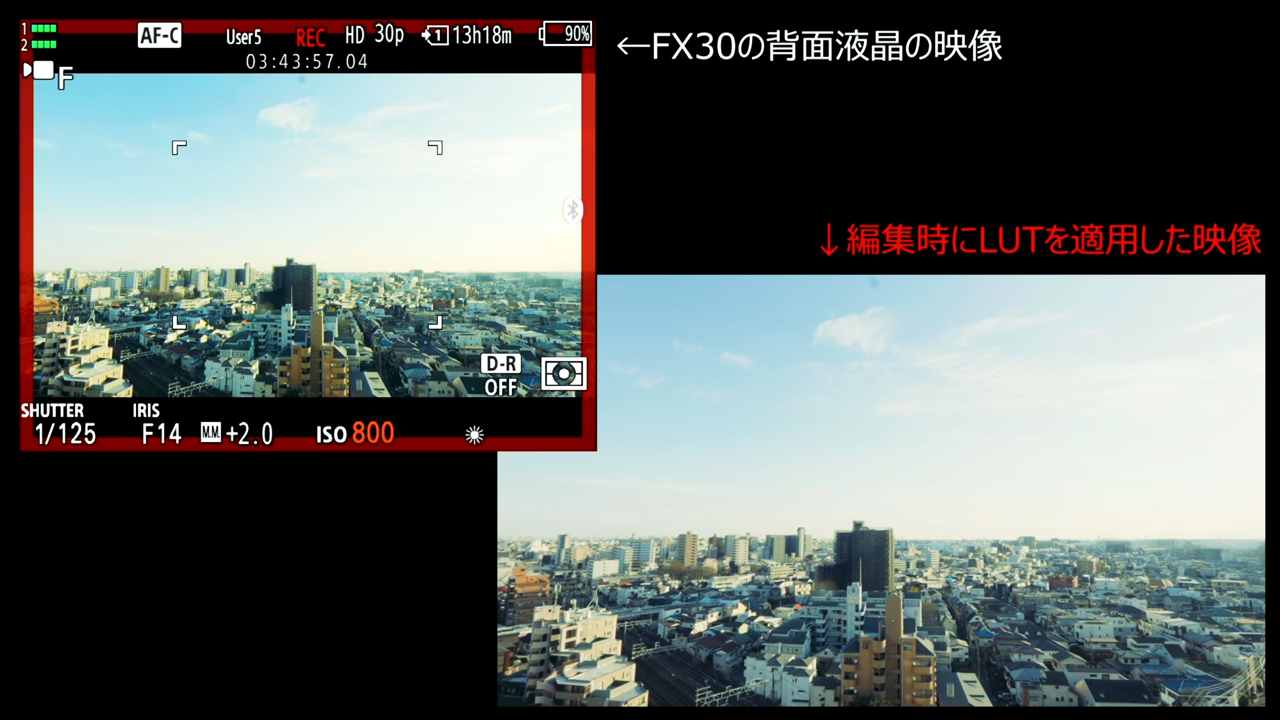 1
2
AF-C
User5
REC
HD 30p
1 13h18m
90%
03:43:57.04
F
←FX30の背面液晶の映像
↓編集時にLUTを適用した映像
D-R
OFF
SHUTTER
1/125
IRIS
F14
M.M. +2.0
ISO 800